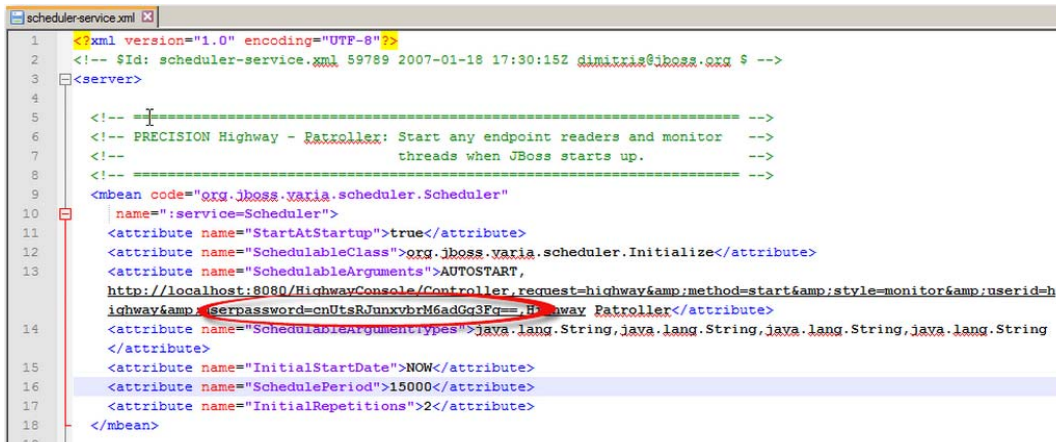 scheduler-service.xml
1 <?xml version="1.0" encoding="UTF-8"?>
2 <!-- $Id: scheduler-service.xml 59789 2007-01-18 17:30:15Z dimitris@jboss.org $ -->
3 <server>
4
5 <!-- ====================================================================== -->
6 <!-- PRECISION Highway - Patroller: Start any endpoint readers and monitor -->
7 <!-- threads when JBoss starts up. -->
8 <!-- ====================================================================== -->
9 <mbean code="org.jboss.varia.scheduler.Scheduler"
10 name=":service=Scheduler">
11 <attribute name="StartAtStartup">true</attribute>
12 <attribute name="SchedulableClass">org.jboss.varia.scheduler.Initialize</attribute>
13 <attribute name="SchedulableArguments">AUTOSTART,
http://localhost:8080/HighwayConsole/Controller,request=highway&amp;method=start&amp;style=monitor&amp;userid=h
ighway&amp;userpassword=cnUtsRJunxvbrM6adGq3Fq==,Highway Patroller</attribute>
14 <attribute name="SchedulableArgumentTypes">java.lang.String,java.lang.String,java.lang.String,java.lang.String
</attribute>
15 <attribute name="InitialStartDate">NOW</attribute>
16 <attribute name="SchedulePeriod">15000</attribute>
17 <attribute name="InitialRepetitions">2</attribute>
18 </mbean>